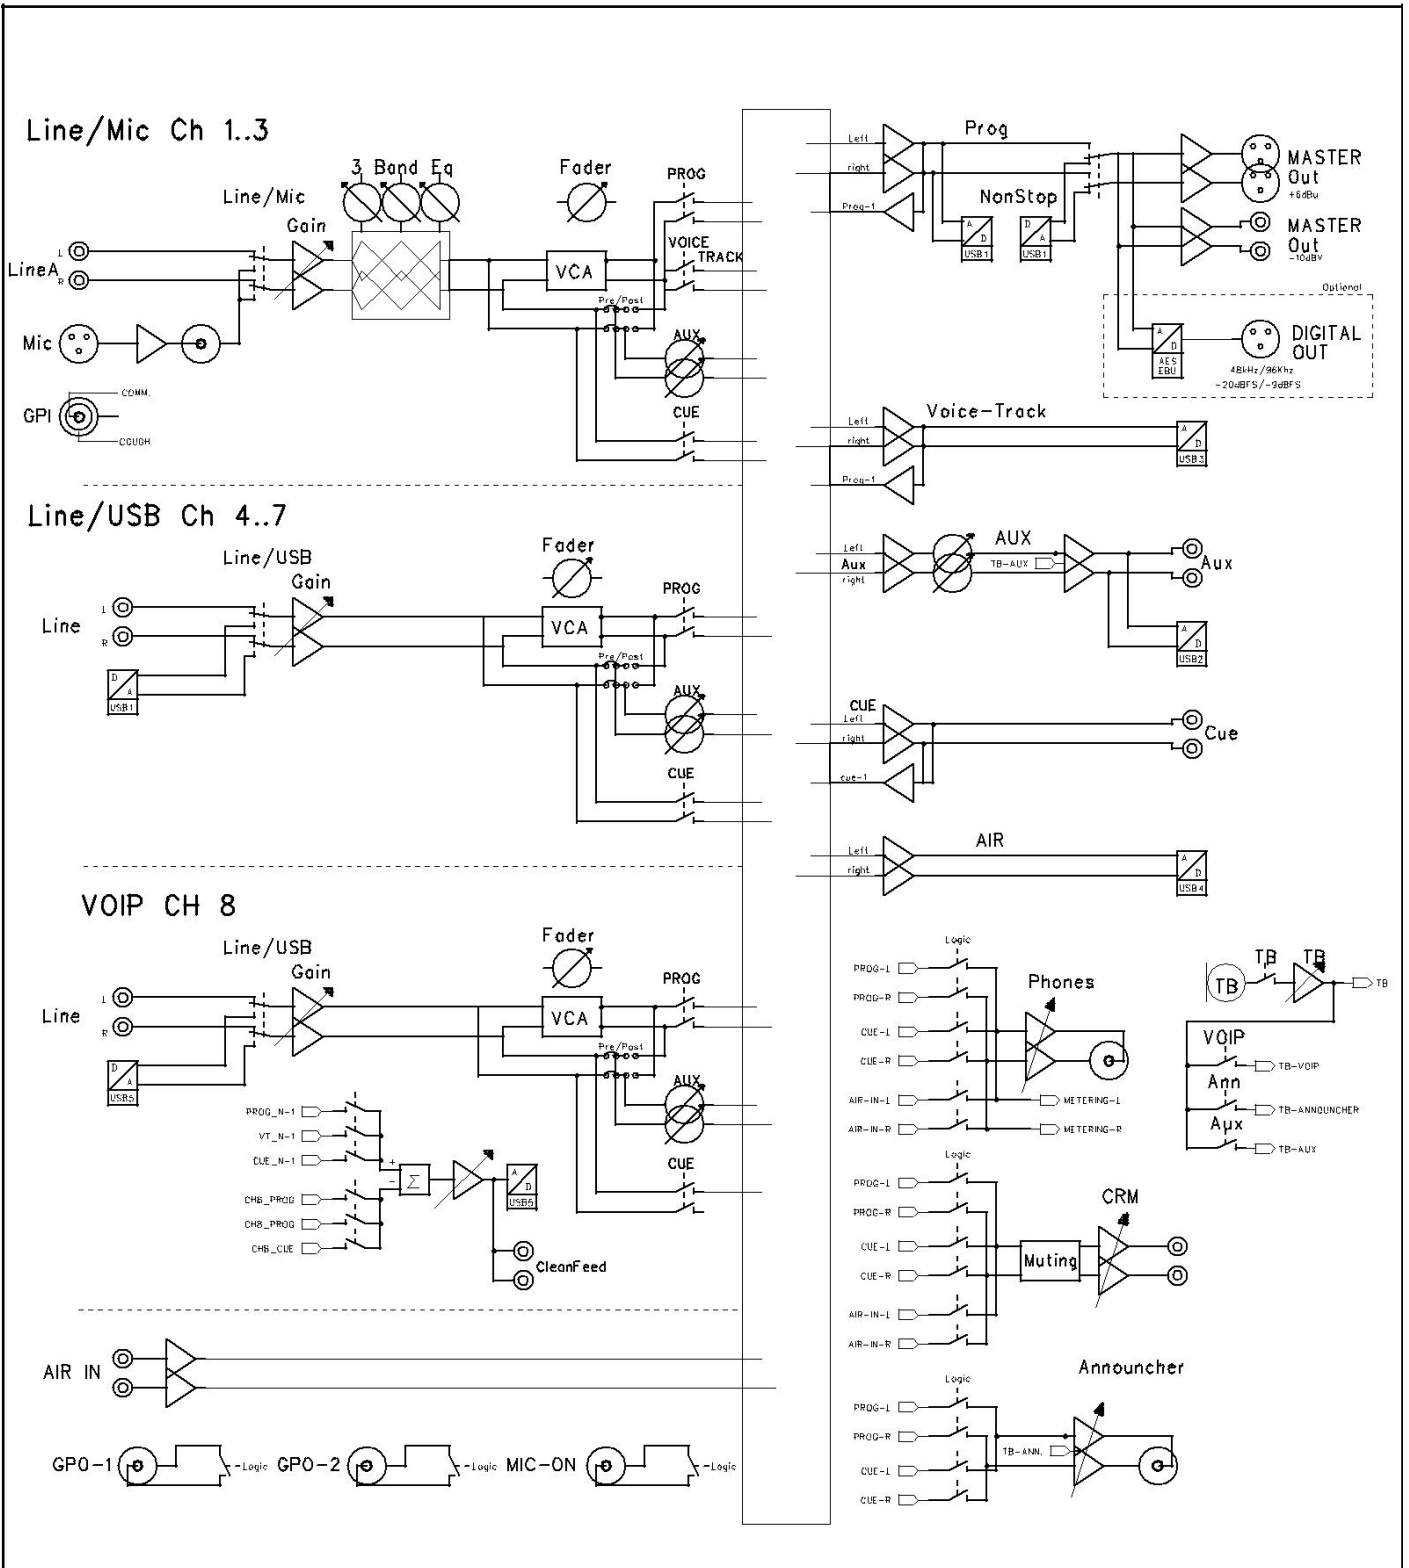 Line/Mic Ch 1..3
3 Band Eq
Fader
PROG
Line/Mic
Gain
L
LineA
R
VCA
VOICE
TRACK
Pre/Post
AUX
Mic
COMM.
GPI
COUGH
CUE
Line/USB Ch 4..7
Line/USB
Fader
Gain
PROG
L
Line
R
VCA
Pre/Post
D
A
USB1
AUX
CUE
VOIP CH 8
Line/USB
Fader
Gain
PROG
L
Line
R
VCA
Pre/Post
D
A
USB5
AUX
PROG_N-1
VT_N-1
CUE_N-1
+
-
Σ
A
D
USB5
CUE
CH8_PROG
CH8_PROG
CH8_CUE
CleanFeed
AIR IN
GPO-1
Logic
GPO-2
Logic
MIC-ON
Logic
Left
Prog
right
Prog-1
NonStop
A
D
USB1
D
A
USB1
MASTER
Out
+6dBu
MASTER
Out
-10dBV
Optional
A
D
AES
EBU
DIGITAL
OUT
48kHz/96Khz
-20dBFS/-9dBFS
Left
Voice-Track
right
Prog-1
A
D
USB3
Left
AUX
Aux
right
TB-AUX
Aux
A
D
USB2
CUE
Left
right
cue-1
Cue
Left
AIR
right
A
D
USB4
Logic
PROG-L
PROG-R
Phones
CUE-L
CUE-R
AIR-IN-L
METERING-L
AIR-IN-R
METERING-R
TB
TB
TB
TB
VOIP
TB-VOIP
Ann
TB-ANNOUNCHER
Aux
TB-AUX
Logic
PROG-L
PROG-R
CRM
CUE-L
Muting
CUE-R
AIR-IN-L
AIR-IN-R
Announcher
Logic
PROG-L
PROG-R
TB-ANN.
CUE-L
CUE-R